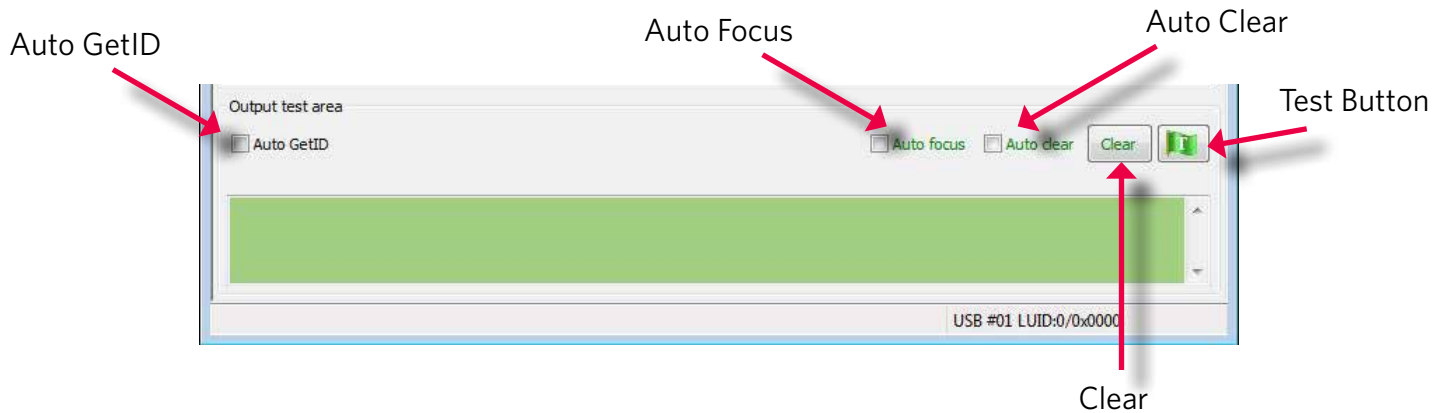 Auto GetID
Auto Focus
Auto Clear
Test Button
Output test area
Auto GetID
Auto focus
Auto clear
Clear
USB #01 LUID:0/0x0000
Clear